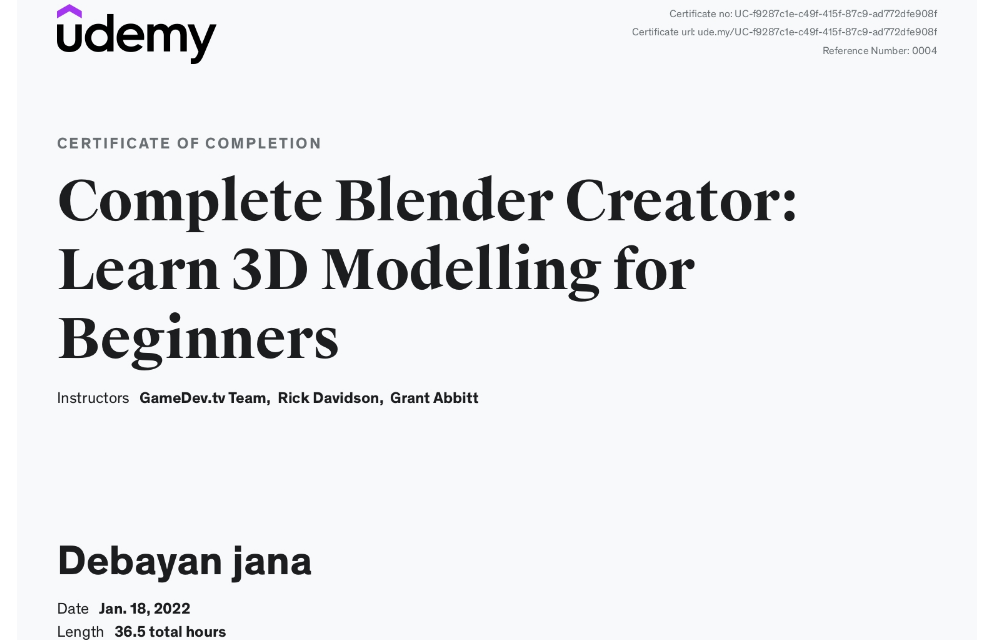 udemy
Certificate no: UC-f9287c1e-c49f-415f-87c9-ad772dfe908f
Certificate url: ude.my/UC-f9287c1e-c49f-415f-87c9-ad772dfe908f
Reference Number: 0004
CERTIFICATE OF COMPLETION
Complete Blender Creator:
Learn 3D Modelling for
Beginners
Instructors GameDev.tv Team, Rick Davidson, Grant Abbitt
Debayan jana
Date Jan. 18, 2022
Length 36.5 total hours